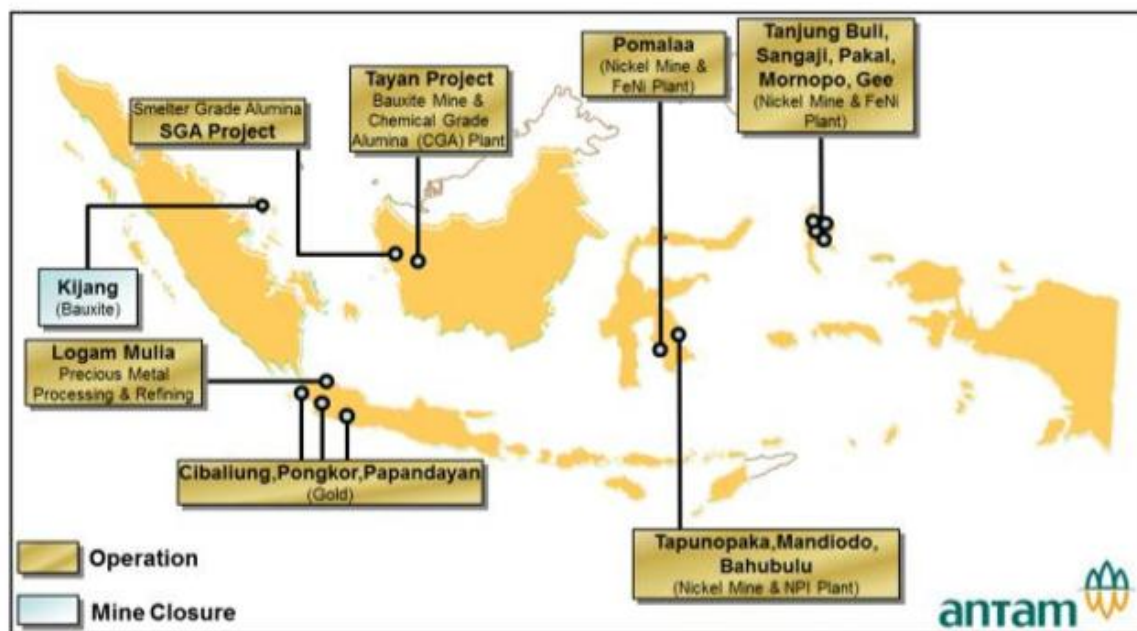 Tanjung Buli,
Sangaji, Pakal,
Mornopo, Gee
(Nickel Mine & FeNi
Plant)
Pomalaa
(Nickel Mine &
FeNi Plant)
Tayan Project
Bauxite Mine &
Chemical Grade
Alumina (CGA) Plant
Smelter Grade Alumina
SGA Project
Kijang
(Bauxite)
Logam Mulia
Precious Metal
Processing & Refining
Cibaliung,Pongkor,Papandayan
(Gold)
Tapunopaka,Mandiodo,
Bahubulu
(Nickel Mine & NPI Plant)
Operation
Mine Closure
antam